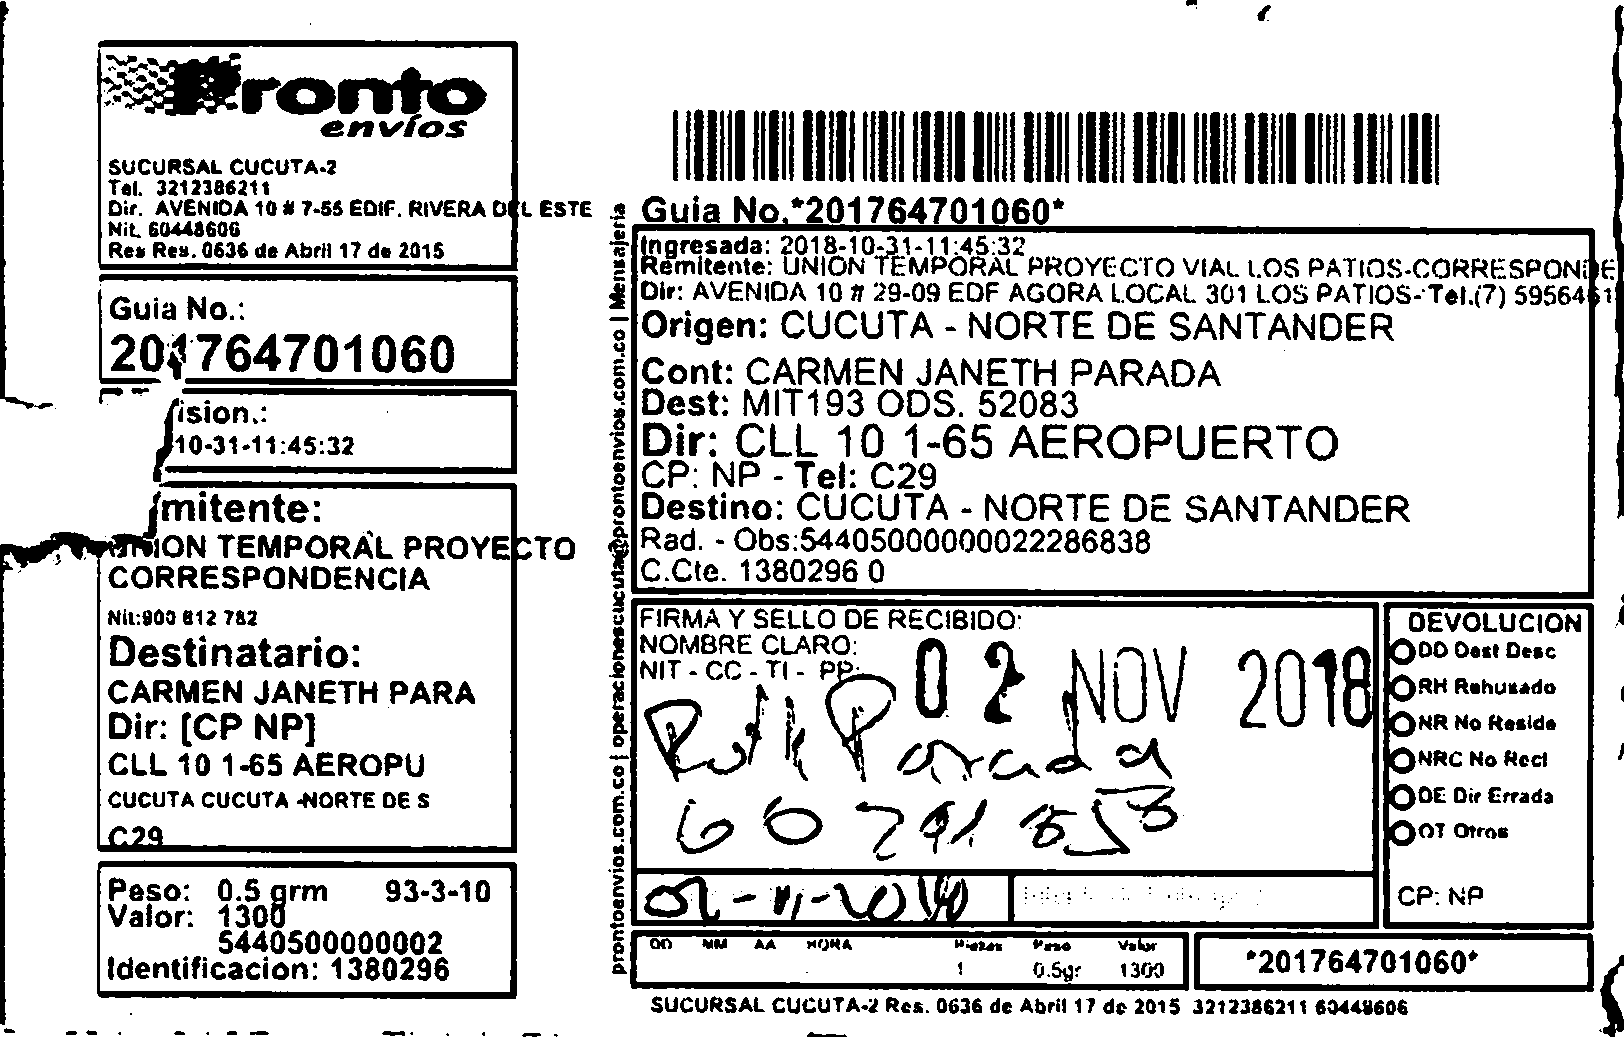 Pronto
envíos
SUCURSAL CUCUTA-2
Tel. 3212386211
Dir. AVENIDA 10 # 7-55 EDIF. RIVERA DEL ESTE
Nit. 60448606
Res Res. 0636 de Abril 17 de 2015
Guia No.:
201764701060
ision.:
10-31-11:45:32
mitente:
UNION TEMPORAL PROYECTO
CORRESPONDENCIA
Nit:900 612 782
Destinatario:
CARMEN JANETH PARA
Dir: [CP NP]
CLL 10 1-65 AEROPU
CUCUTA CUCUTA -NORTE DE S
C29
Peso: 0.5 grm 93-3-10
Valor: 1300
5440500000002
Identificacion: 1380296
prontoenvios.com.co | operacionescucuta@prontoenvios.com.co | Mensajeria
Guia No.*201764701060*
Ingresada: 2018-10-31-11:45:32
Remitente: UNION TEMPORAL PROYECTO VIAL LOS PATIOS-CORRESPONDE
Dir: AVENIDA 10 # 29-09 EDF AGORA LOCAL 301 LOS PATIOS- Tel.(7) 5956461
Origen: CUCUTA - NORTE DE SANTANDER
Cont: CARMEN JANETH PARADA
Dest: MIT193 ODS. 52083
Dir: CLL 10 1-65 AEROPUERTO
CP: NP - Tel: C29
Destino: CUCUTA - NORTE DE SANTANDER
Rad. - Obs:54405000000022286838
C.Cte. 1380296 0
FIRMA Y SELLO DE RECIBIDO:
NOMBRE CLARO:
NIT - CC - TI - PP:
02 NOV 2018
Ruth Parada
DEVOLUCION
DD Dest Desc
RH Rehusado
NR No Reside
NRC No Recl
DE Dir Errada
OT Otros
CP: NP
DD MM AA HORA Piezas Peso Valor
1 0.5gr 1300
*201764701060*
SUCURSAL CUCUTA-2 Res. 0636 de Abril 17 de 2015 3212386211 60448606